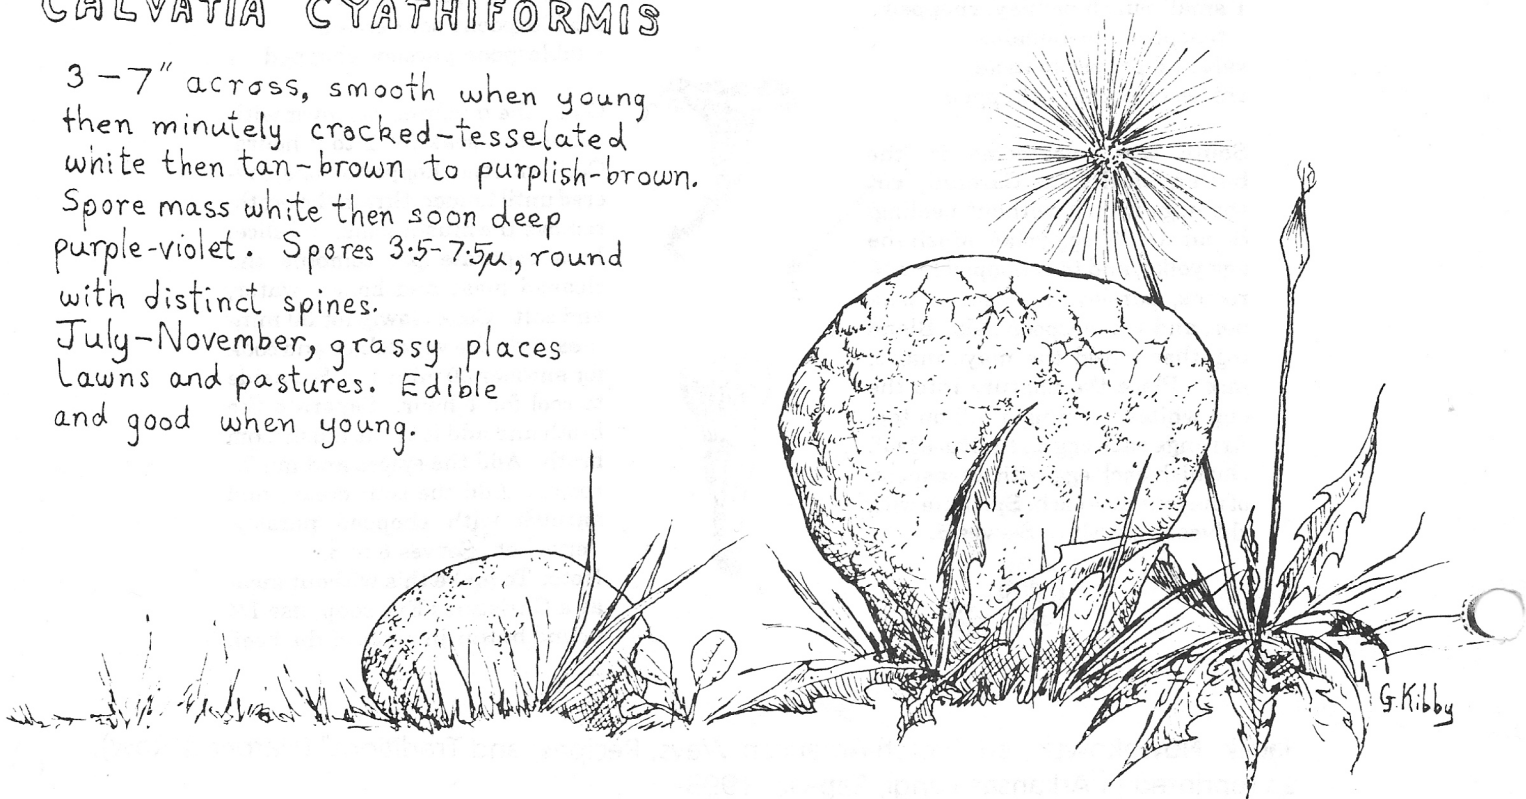 CALVATIA CYATHIFORMIS
3 – 7" across, smooth when young
then minutely cracked-tesselated
white then tan-brown to purplish-brown.
Spore mass white then soon deep
purple-violet. Spores 3·5-7·5µ, round
with distinct spines.
July-November, grassy places
Lawns and pastures. Edible
and good when young.
G.Kibby